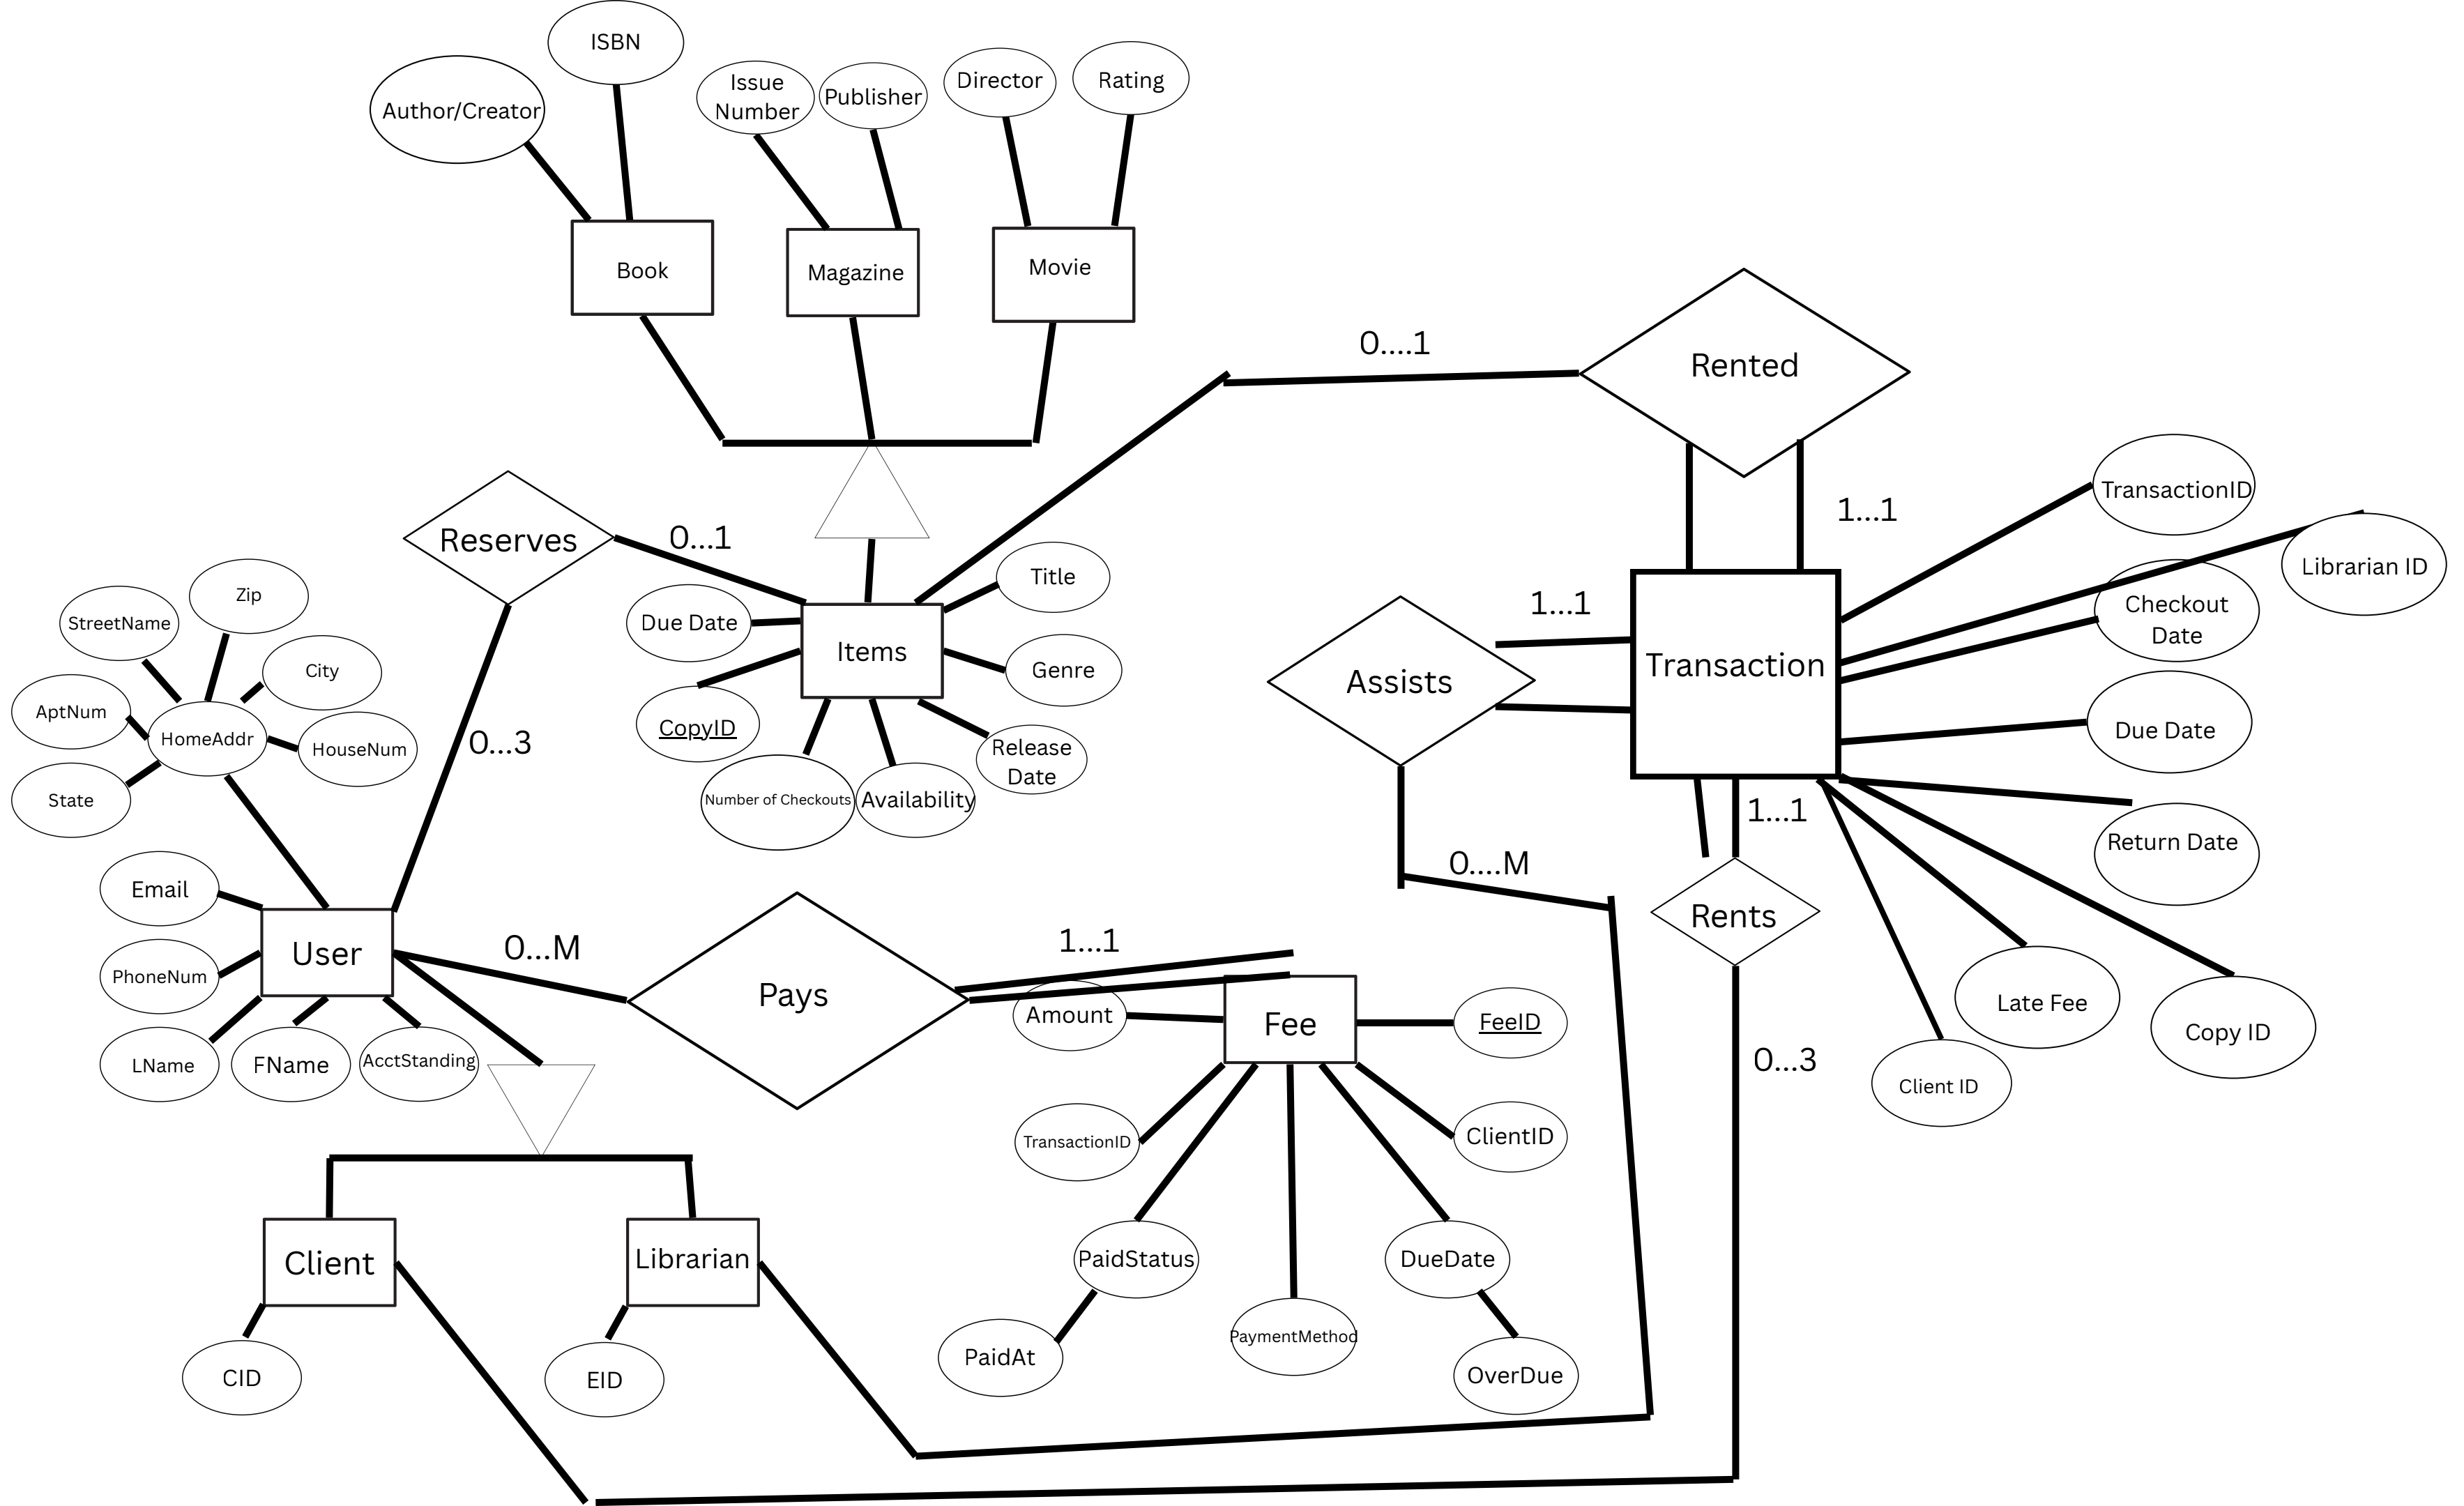 ISBN
Author/Creator
Issue
Number
Publisher
Director
Rating
Book
Magazine
Movie
0....1
Rented
Reserves
0...1
1...1
TransactionID
Librarian ID
Checkout
Date
Title
Due Date
Items
Genre
CopyID
Release
Date
Number of Checkouts
Availability
Zip
StreetName
City
AptNum
HomeAddr
HouseNum
State
0...3
1...1
Assists
Transaction
Due Date
Return Date
1...1
0....M
Rents
Email
User
PhoneNum
LName
FName
AcctStanding
0...M
Pays
1...1
Amount
Fee
FeeID
TransactionID
ClientID
0...3
Late Fee
Copy ID
Client ID
PaidStatus
DueDate
PaidAt
PaymentMethod
OverDue
Client
Librarian
CID
EID